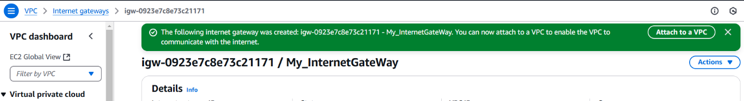 VPC > Internet gateways > igw-0923e7c8e73c21171
VPC dashboard
EC2 Global View
Filter by VPC
Virtual private cloud
The following internet gateway was created: igw-0923e7c8e73c21171 - My_InternetGateWay. You can now attach to a VPC to enable the VPC to
communicate with the internet.
Attach to a VPC
igw-0923e7c8e73c21171 / My_InternetGateWay
Actions
Details Info